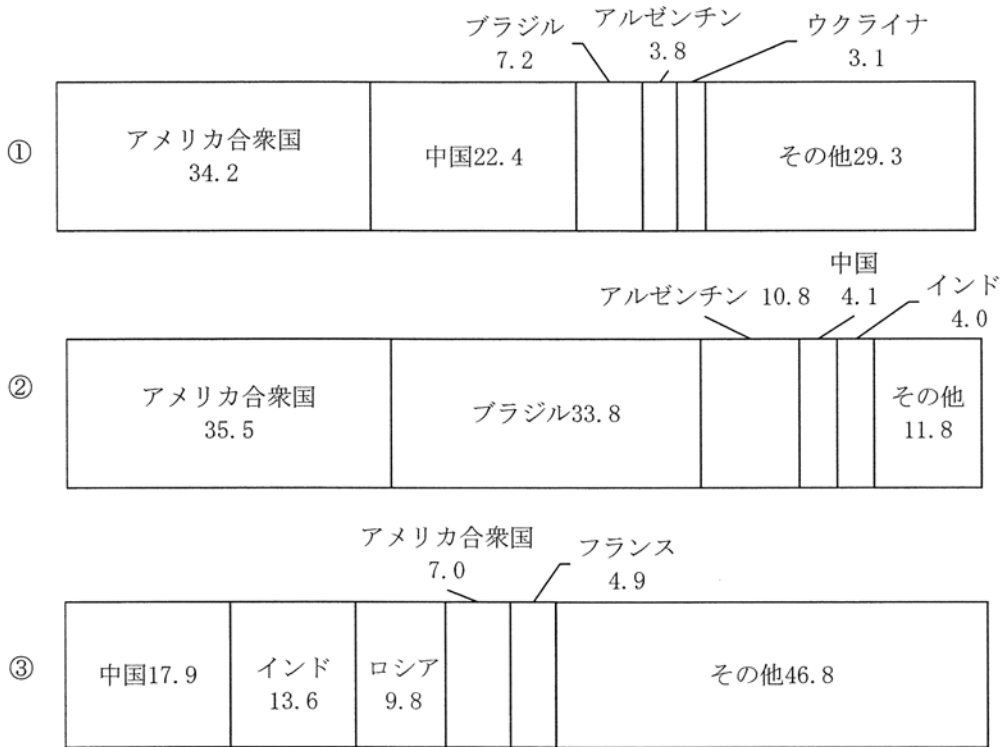 ブラジル
7.2
アルゼンチン
3.8
ウクライナ
3.1
①
アメリカ合衆国
34.2
中国22.4
その他29.3
アルゼンチン 10.8
中国
4.1
インド
4.0
②
アメリカ合衆国
35.5
ブラジル33.8
その他
11.8
アメリカ合衆国
7.0
フランス
4.9
③
中国17.9
インド
13.6
ロシア
9.8
その他46.8